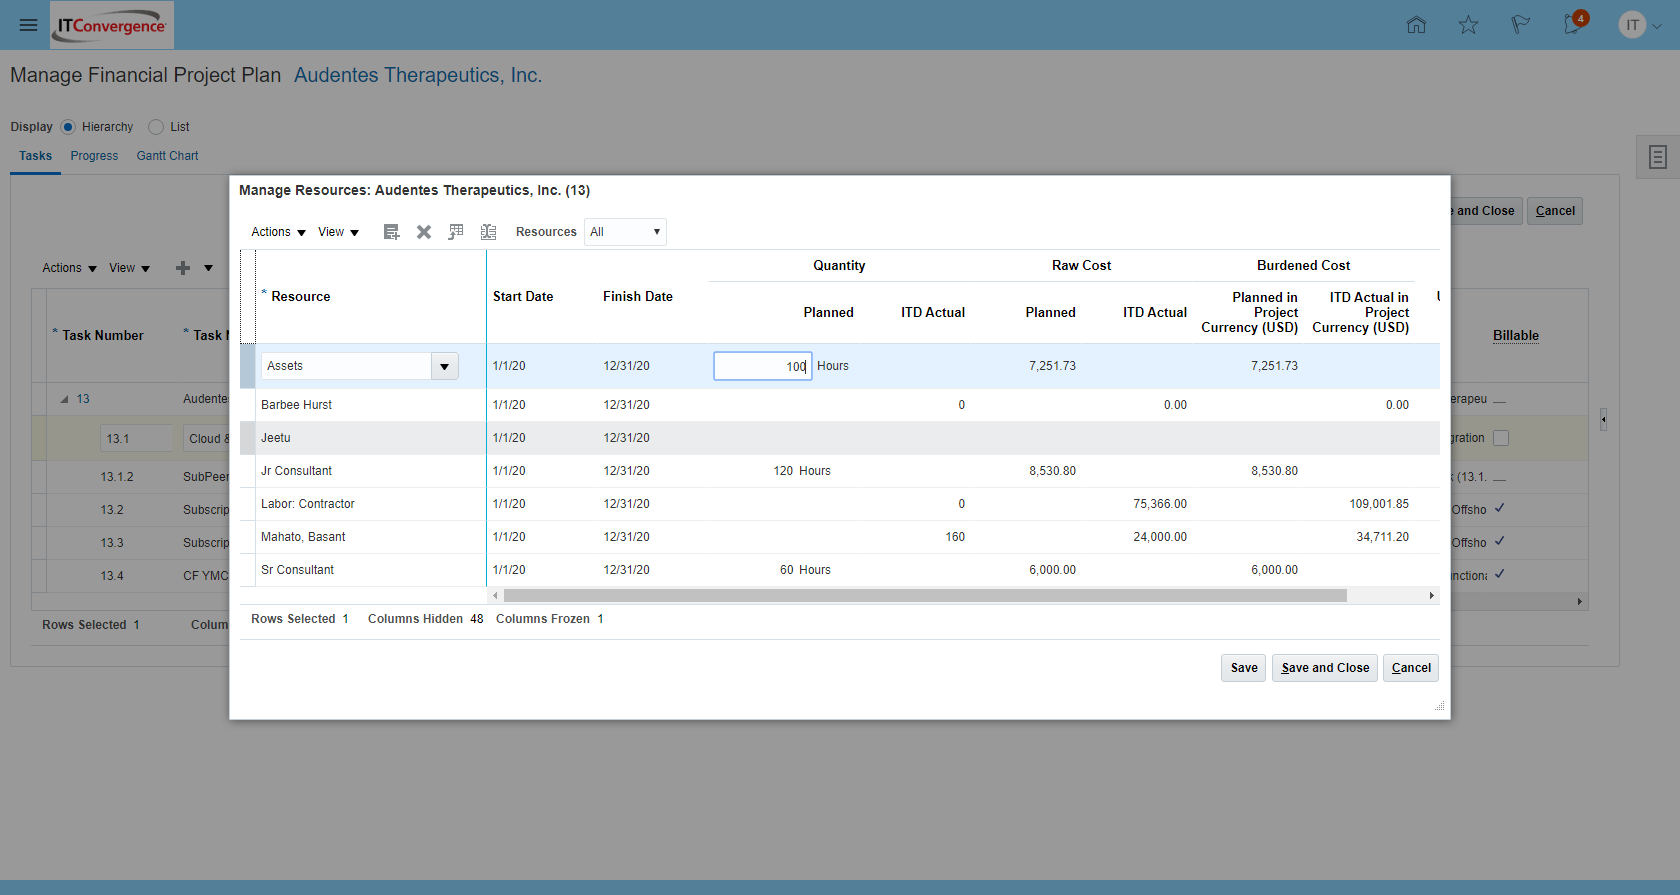 ITConvergence
4
IT
Manage Financial Project Plan Audentes Therapeutics, Inc.
Display Hierarchy List
Tasks Progress Gantt Chart
Manage Resources: Audentes Therapeutics, Inc. (13)
and Close Cancel
Actions View Resources All
Actions View
Quantity Raw Cost Burdened Cost
* Resource Start Date Finish Date Planned ITD Actual Planned ITD Actual Planned in Project Currency (USD) ITD Actual in Project Currency (USD)
* Task Number * Task Billable
Assets 1/1/20 12/31/20 100 Hours 7,251.73 7,251.73
13 Audente
Barbee Hurst 1/1/20 12/31/20 0 0.00 0.00
erapeu
13.1 Cloud &
Jeetu 1/1/20 12/31/20
gration
13.1.2 SubPeer
Jr Consultant 1/1/20 12/31/20 120 Hours 8,530.80 8,530.80
(13.1.
13.2 Subscrip
Labor: Contractor 1/1/20 12/31/20 0 75,366.00 109,001.85
Offsho
13.3 Subscrip
Mahato, Basant 1/1/20 12/31/20 160 24,000.00 34,711.20
Offsho
13.4 CF YMC
Sr Consultant 1/1/20 12/31/20 60 Hours 6,000.00 6,000.00
Rows Selected 1 Columns Hidden 48 Columns Frozen 1
Rows Selected 1 Colum
Save Save and Close Cancel